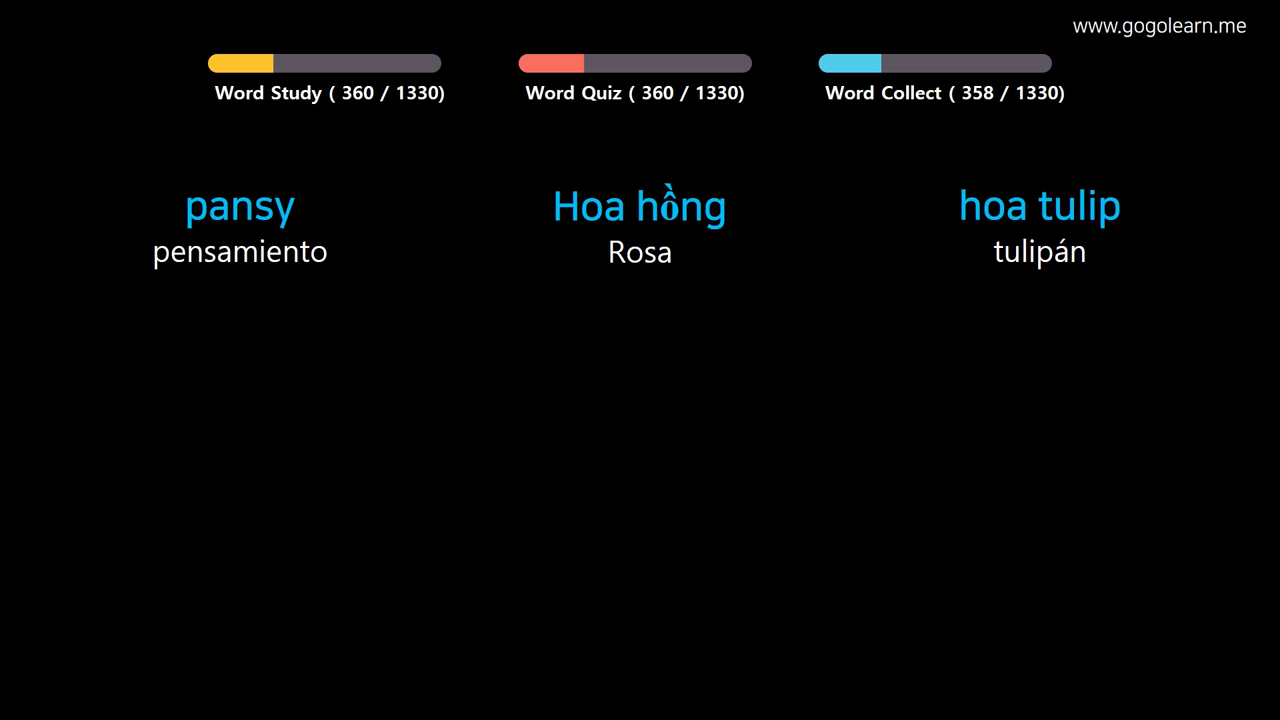 www.gogolearn.me
Word Study ( 360 / 1330)
Word Quiz ( 360 / 1330)
Word Collect ( 358 / 1330)
pansy
pensamiento
Hoa hồng
Rosa
hoa tulip
tulipán